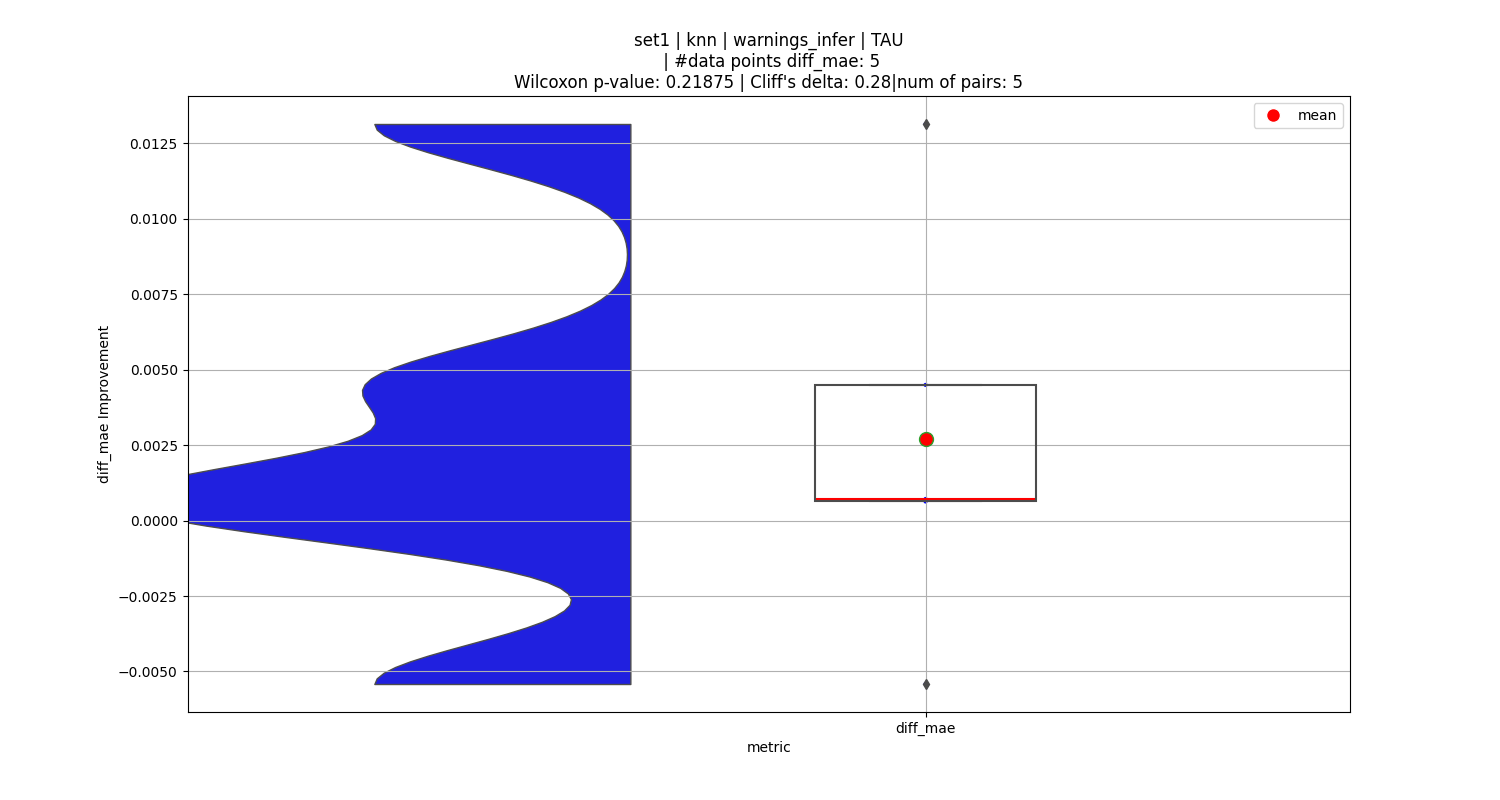 set1 | knn | warnings_infer | TAU
| #data points diff_mae: 5
Wilcoxon p-value: 0.21875 | Cliff's delta: 0.28|num of pairs: 5
mean
0.0125
0.0100
0.0075
0.0050
0.0025
0.0000
−0.0025
−0.0050
diff_mae Improvement
diff_mae
metric